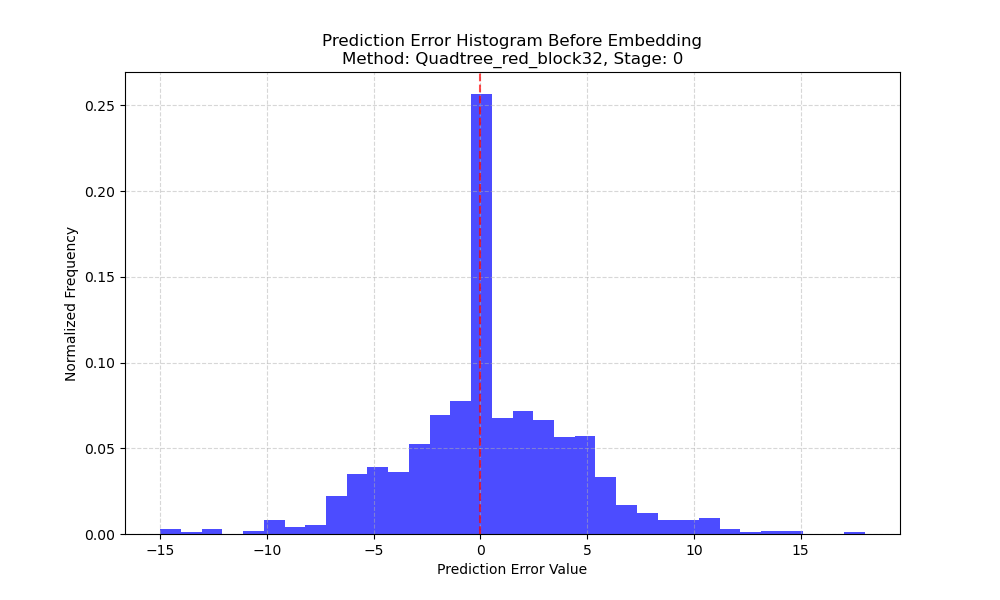 Prediction Error Histogram Before Embedding
Method: Quadtree_red_block32, Stage: 0
0.25
0.20
0.15
0.10
0.05
0.00
Normalized Frequency
−15 −10 −5 0 5 10 15
Prediction Error Value